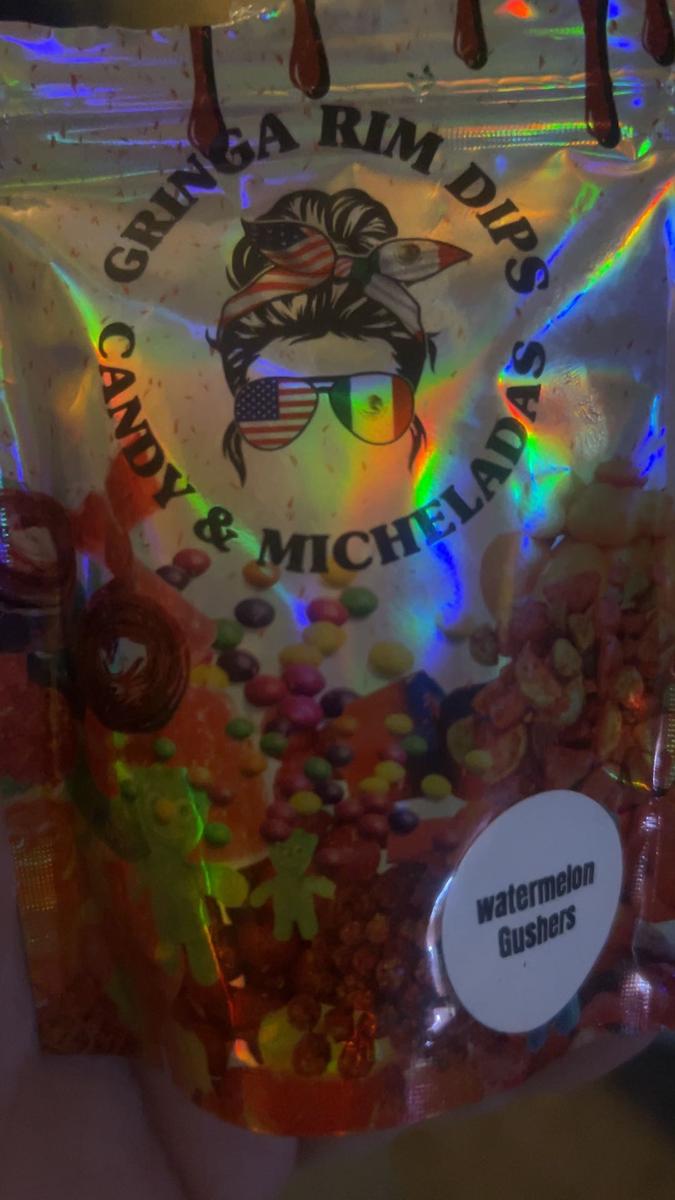 GRINGA RIM DIPS
CANDY & MICHELADAS
watermelon
Gushers